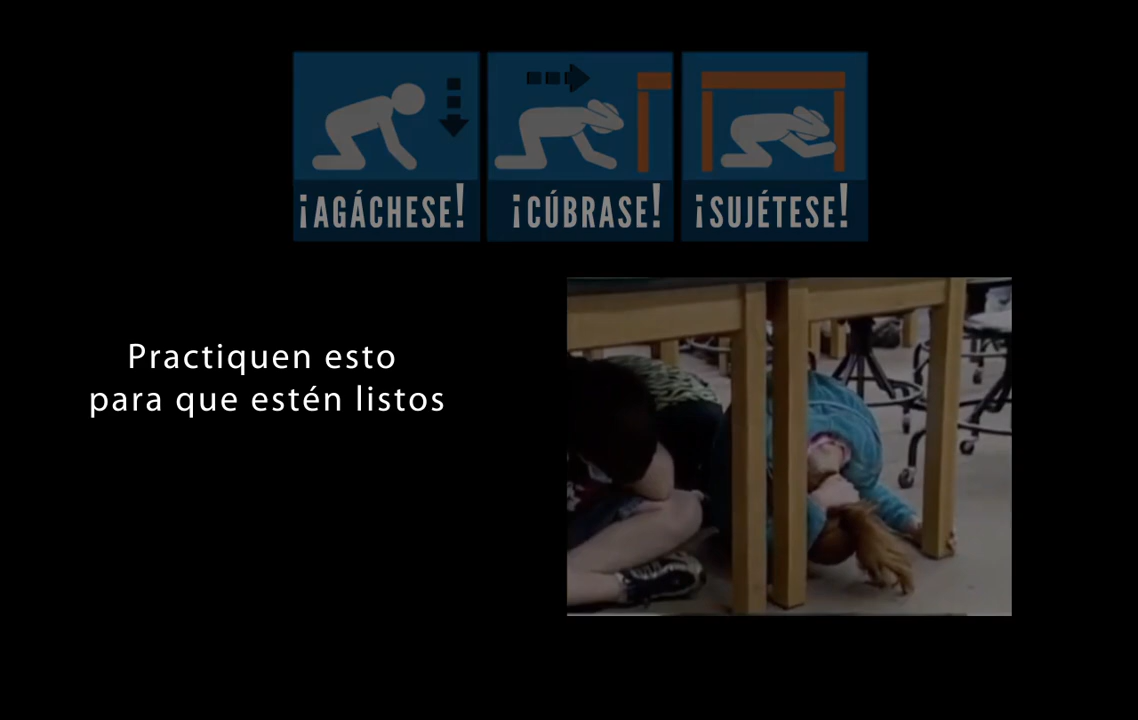 ¡AGÁCHESE!
¡CÚBRASE!
¡SUJÉTESE!
Practiquen esto
para que estén listos